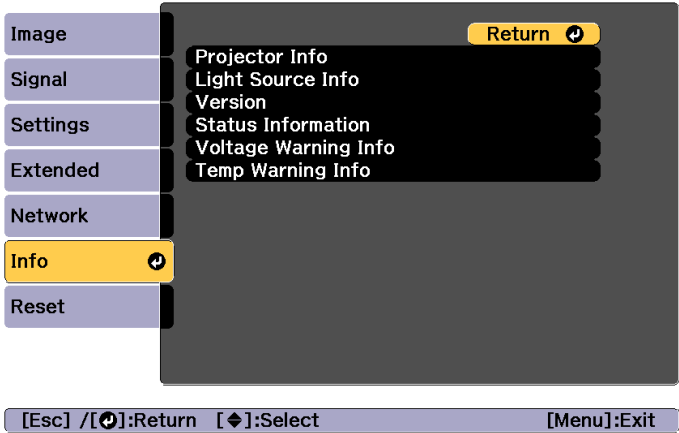 Image
Signal
Settings
Extended
Network
Info
Reset
Return
Projector Info
Light Source Info
Version
Status Information
Voltage Warning Info
Temp Warning Info
[Esc] /[]:Return []:Select [Menu]:Exit